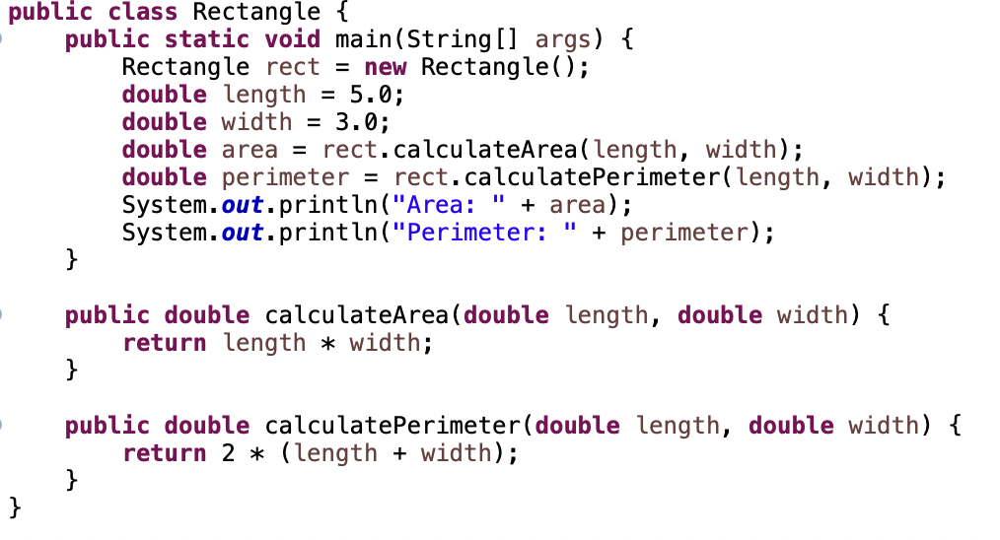 public class Rectangle {
    public static void main(String[] args) {
        Rectangle rect = new Rectangle();
        double length = 5.0;
        double width = 3.0;
        double area = rect.calculateArea(length, width);
        double perimeter = rect.calculatePerimeter(length, width);
        System.out.println("Area: " + area);
        System.out.println("Perimeter: " + perimeter);
    }

    public double calculateArea(double length, double width) {
        return length * width;
    }

    public double calculatePerimeter(double length, double width) {
        return 2 * (length + width);
    }
}